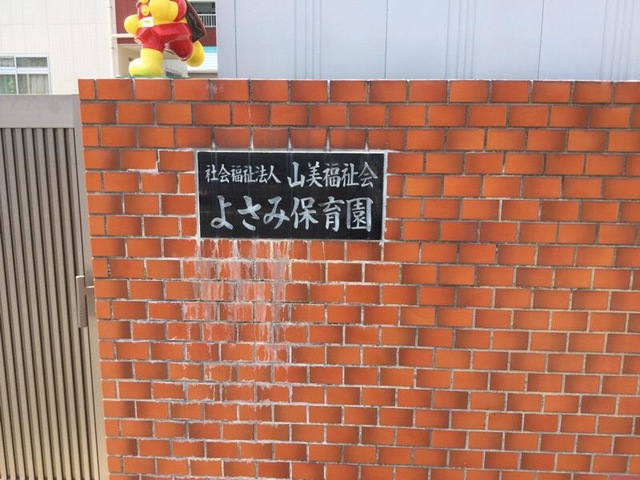 社会福祉法人 山美福祉会
よさみ保育園